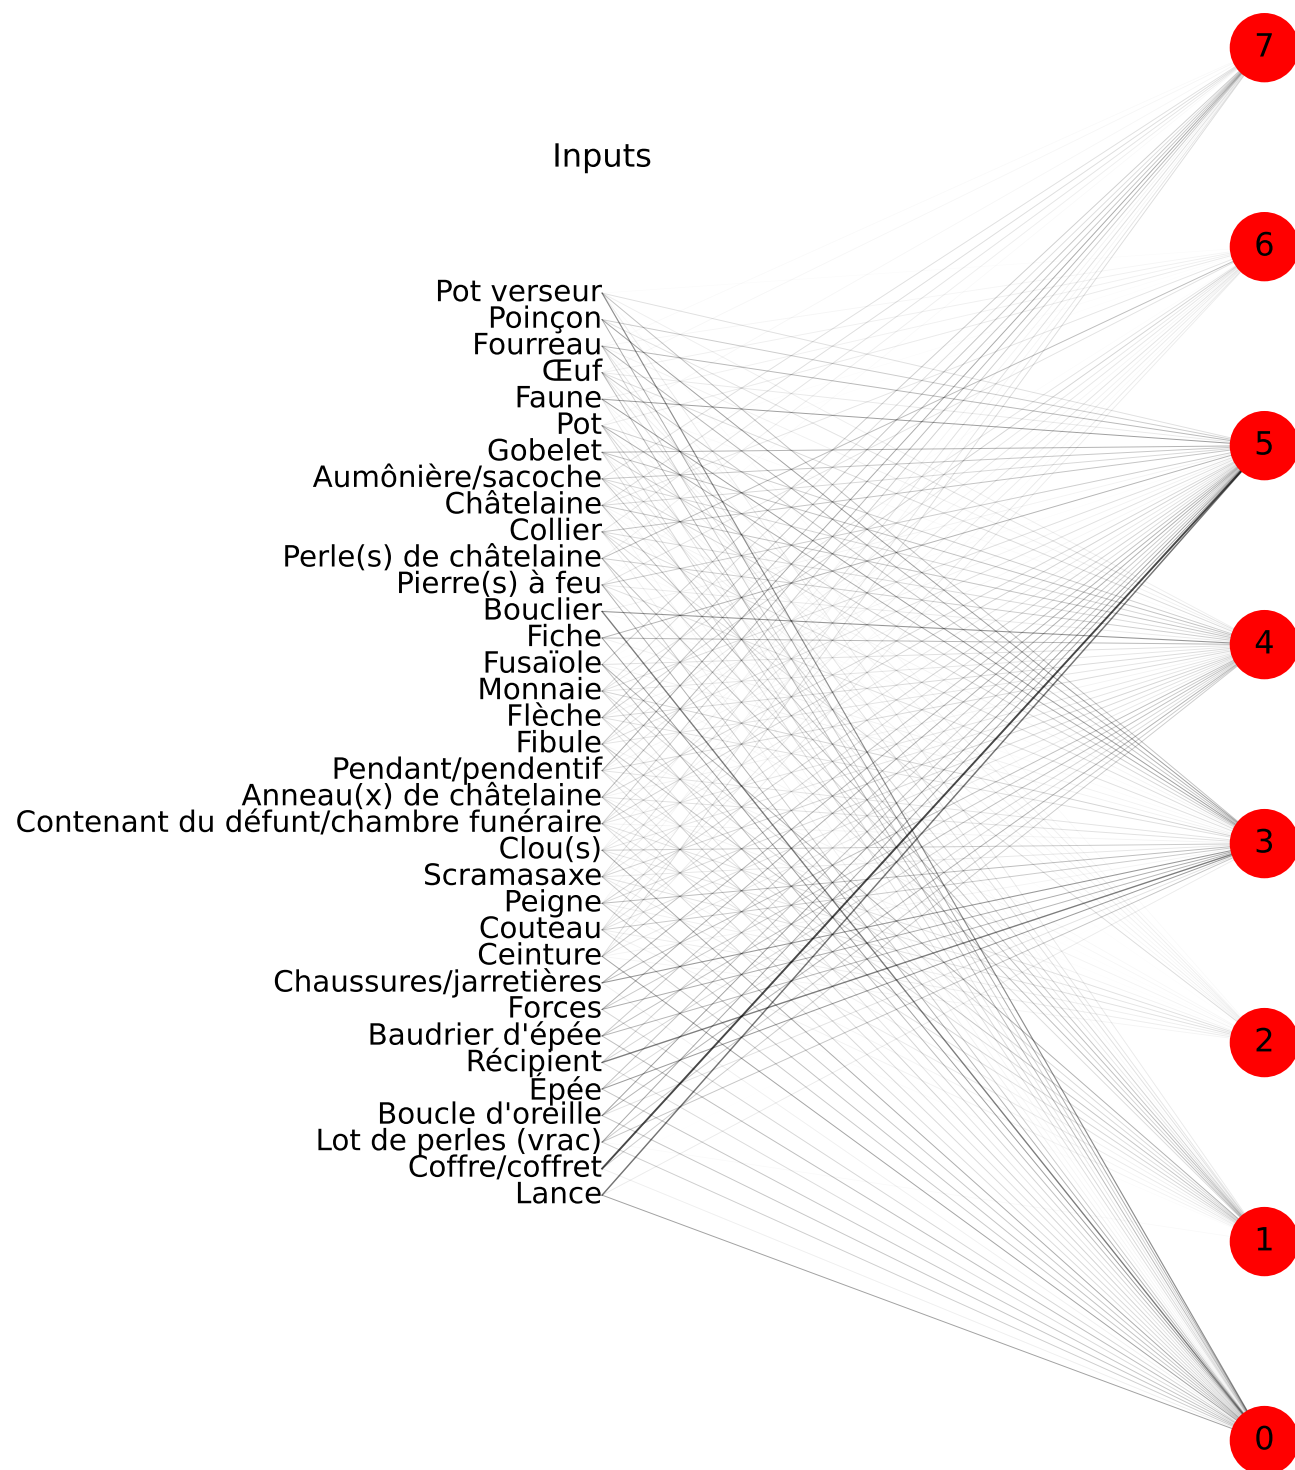 7
Inputs
6
Pot verseur
Poinçon
Fourreau
Œuf
Faune
Pot
5
Gobelet
Aumônière/sacoche
Châtelaine
Collier
Perle(s) de châtelaine
Pierre(s) à feu
Bouclier
Fiche
4
Fusaïole
Monnaie
Flèche
Fibule
Pendant/pendentif
Anneau(x) de châtelaine
Contenant du défunt/chambre funéraire
3
Clou(s)
Scramasaxe
Peigne
Couteau
Ceinture
Chaussures/jarretières
Forces
Baudrier d'épée
2
Récipient
Épée
Boucle d'oreille
Lot de perles (vrac)
Coffre/coffret
Lance
1
0